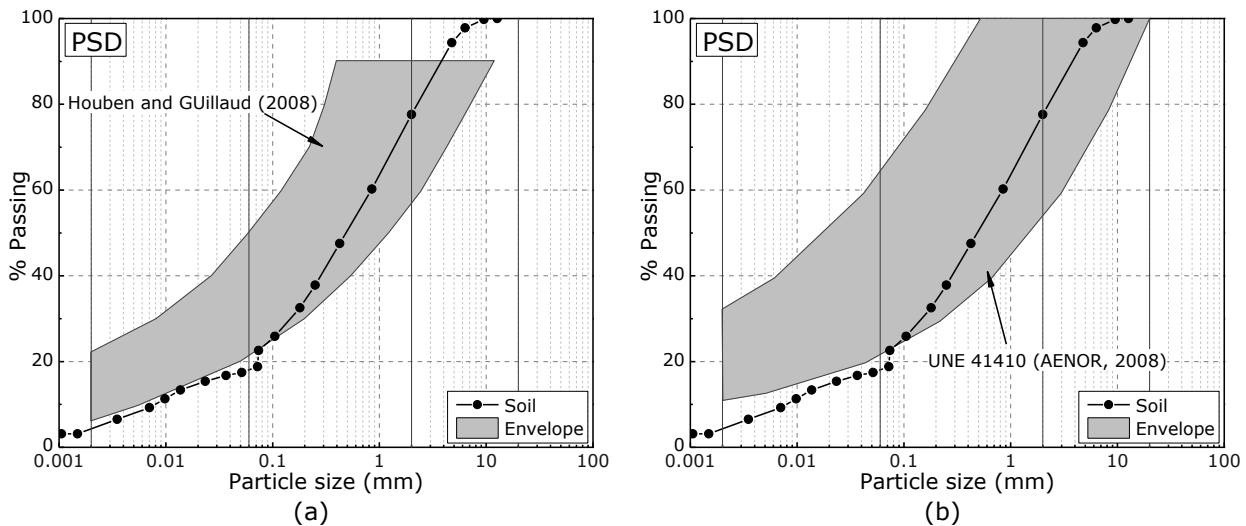 PSD
Houben and GUillaud (2008)
% Passing
100
80
60
40
20
0
0.001 0.01 0.1 1 10 100
Particle size (mm)
Soil
Envelope
(a)
PSD
UNE 41410 (AENOR, 2008)
% Passing
100
80
60
40
20
0
0.001 0.01 0.1 1 10 100
Particle size (mm)
Soil
Envelope
(b)